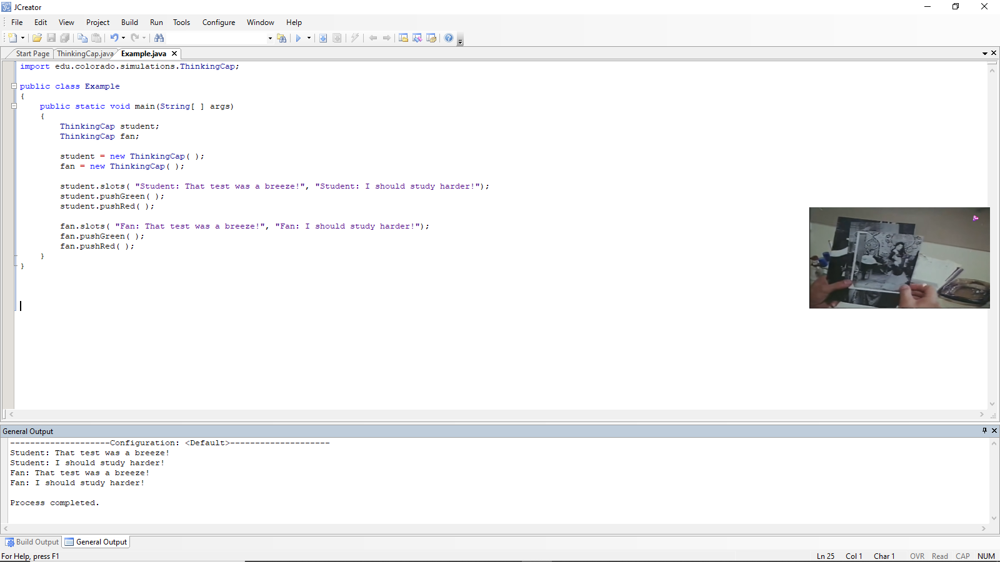 JCreator
File Edit View Project Build Run Tools Configure Window Help
Start Page ThinkingCap.java Example.java
import edu.colorado.simulations.ThinkingCap;
public class Example
{
public static void main(String[ ] args)
{
ThinkingCap student;
ThinkingCap fan;
student = new ThinkingCap( );
fan = new ThinkingCap( );
student.slots( "Student: That test was a breeze!", "Student: I should study harder!");
student.pushGreen( );
student.pushRed( );
fan.slots( "Fan: That test was a breeze!", "Fan: I should study harder!");
fan.pushGreen( );
fan.pushRed( );
}
}
General Output
--------------------Configuration: <Default>--------------------
Student: That test was a breeze!
Student: I should study harder!
Fan: That test was a breeze!
Fan: I should study harder!
Process completed.
Build Output General Output
For Help, press F1 Ln 25 Col 1 Char 1 OVR Read CAP NUM